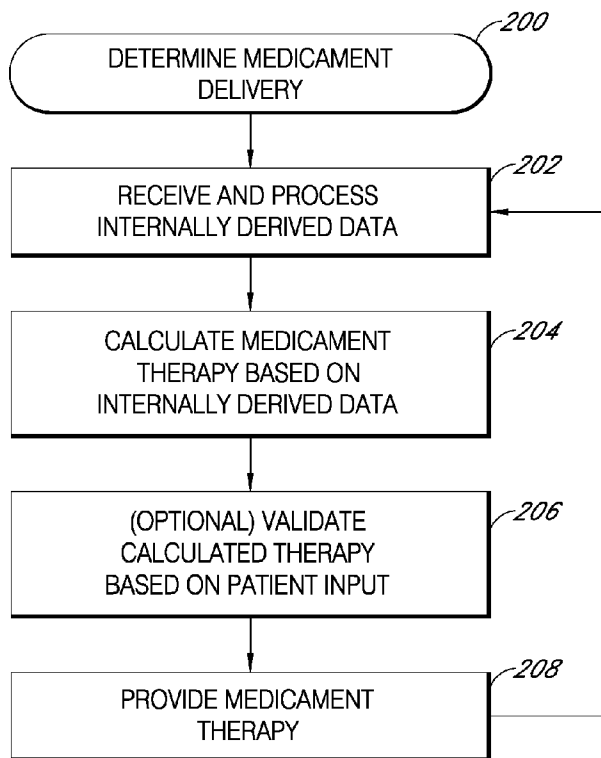 200
DETERMINE MEDICAMENT
DELIVERY
202
RECEIVE AND PROCESS
INTERNALLY DERIVED DATA
204
CALCULATE MEDICAMENT
THERAPY BASED ON
INTERNALLY DERIVED DATA
206
(OPTIONAL) VALIDATE
CALCULATED THERAPY
BASED ON PATIENT INPUT
208
PROVIDE MEDICAMENT
THERAPY